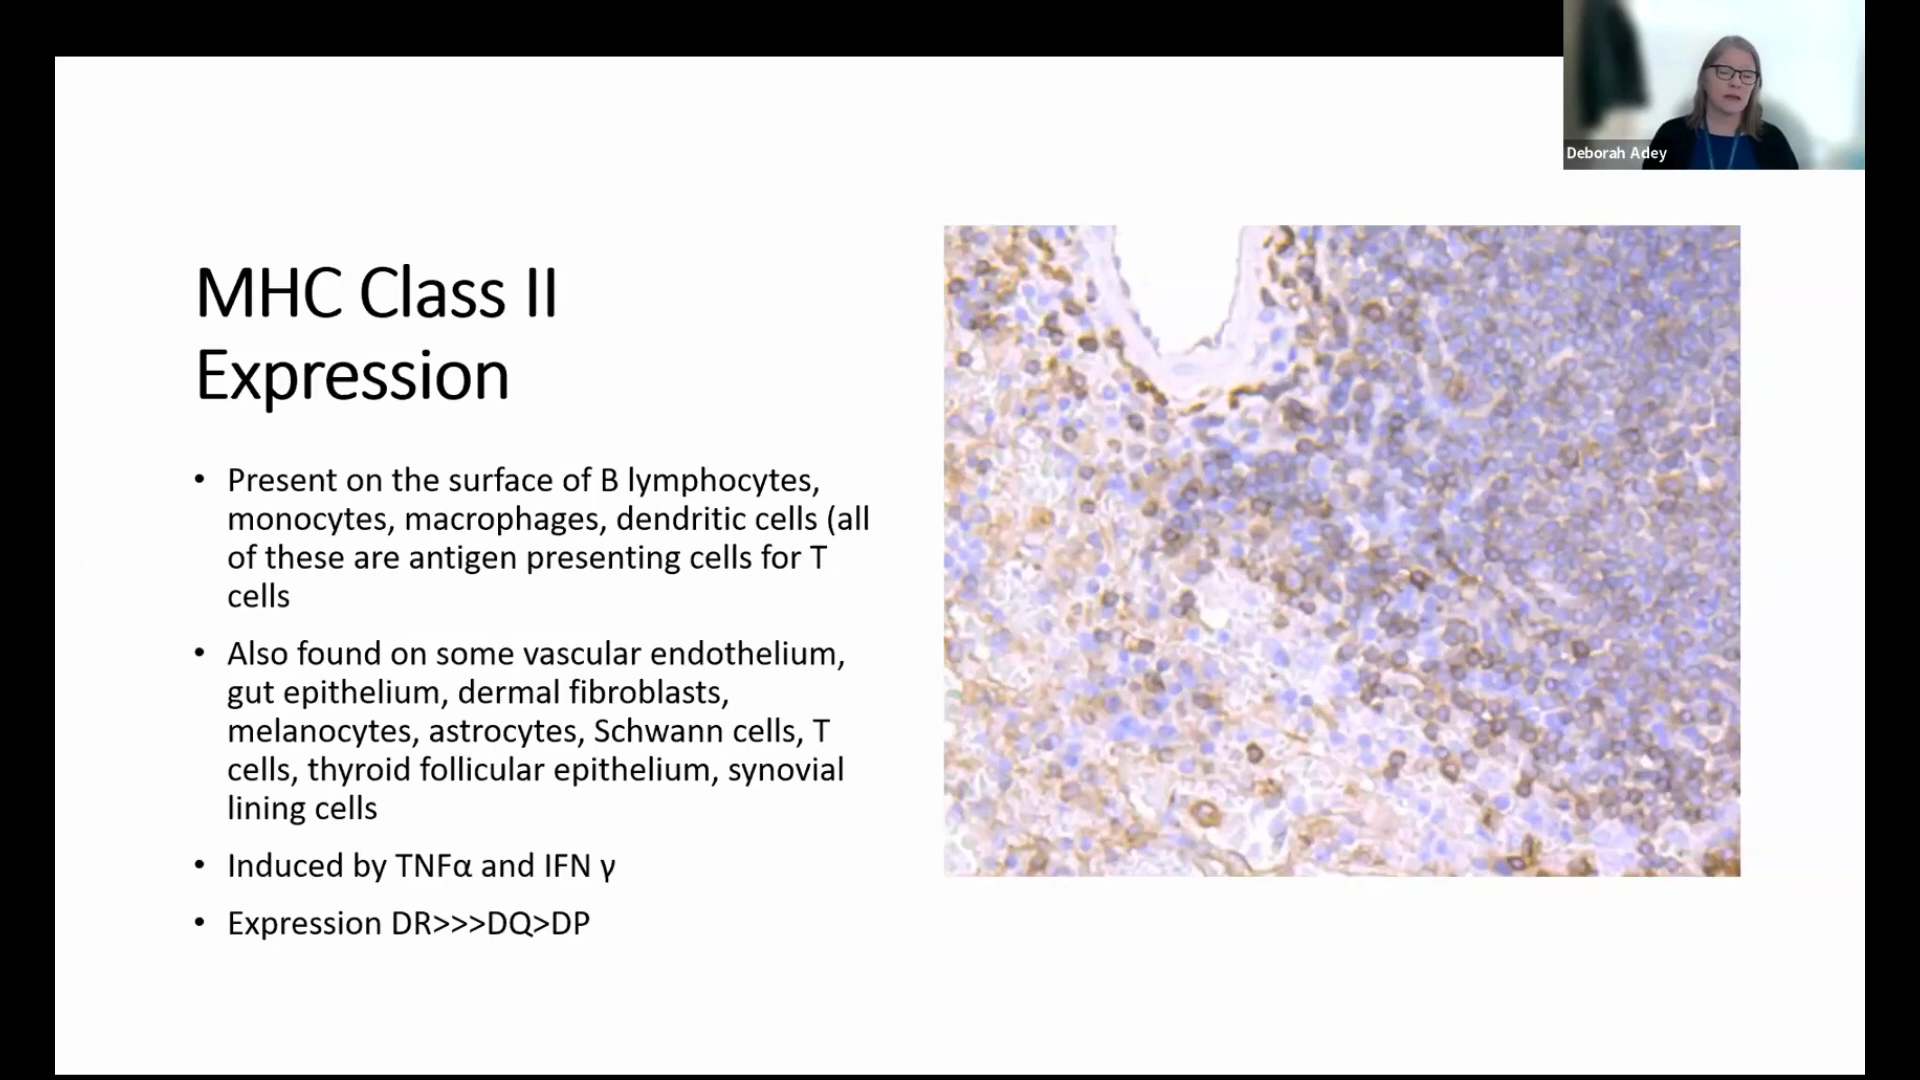 Deborah Adey
MHC Class II
Expression
• Present on the surface of B lymphocytes,
monocytes, macrophages, dendritic cells (all
of these are antigen presenting cells for T
cells
• Also found on some vascular endothelium,
gut epithelium, dermal fibroblasts,
melanocytes, astrocytes, Schwann cells, T
cells, thyroid follicular epithelium, synovial
lining cells
• Induced by TNFα and IFN γ
• Expression DR>>>DQ>DP